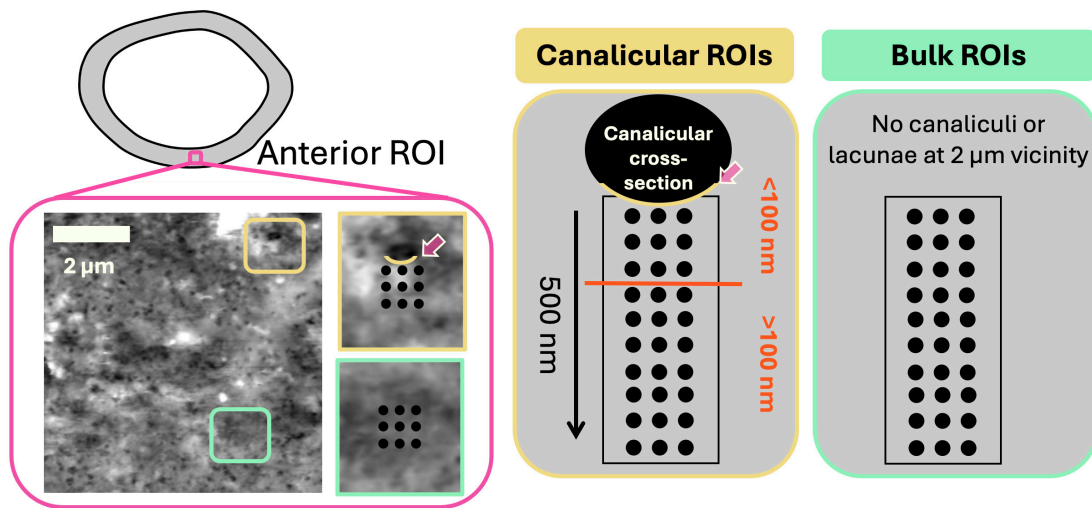 Anterior ROI
2 μm
Canalicular ROIs
Canalicular
cross-
section
<100 nm
>100 nm
500 nm
Bulk ROIs
No canaliculi or
lacunae at 2 μm vicinity